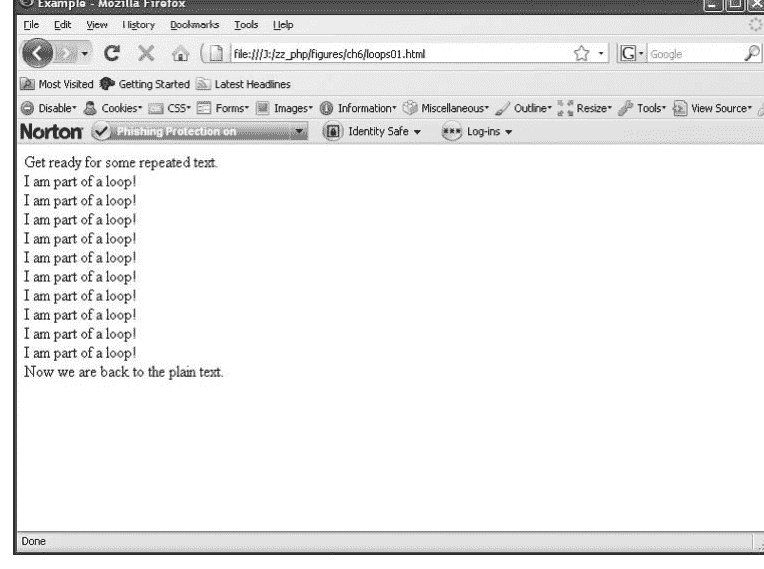 Example - Mozilla Firefox
File Edit View History Bookmarks Tools Help
file:///J:/zz_php/figures/ch6/loops01.html G Google
Most Visited Getting Started Latest Headlines
Disable Cookies CSS Forms Images Information Miscellaneous Outline Resize Tools View Source
Norton Phishing Protection on Identity Safe Log-ins
Get ready for some repeated text.
I am part of a loop!
I am part of a loop!
I am part of a loop!
I am part of a loop!
I am part of a loop!
I am part of a loop!
I am part of a loop!
I am part of a loop!
I am part of a loop!
I am part of a loop!
Now we are back to the plain text.
Done